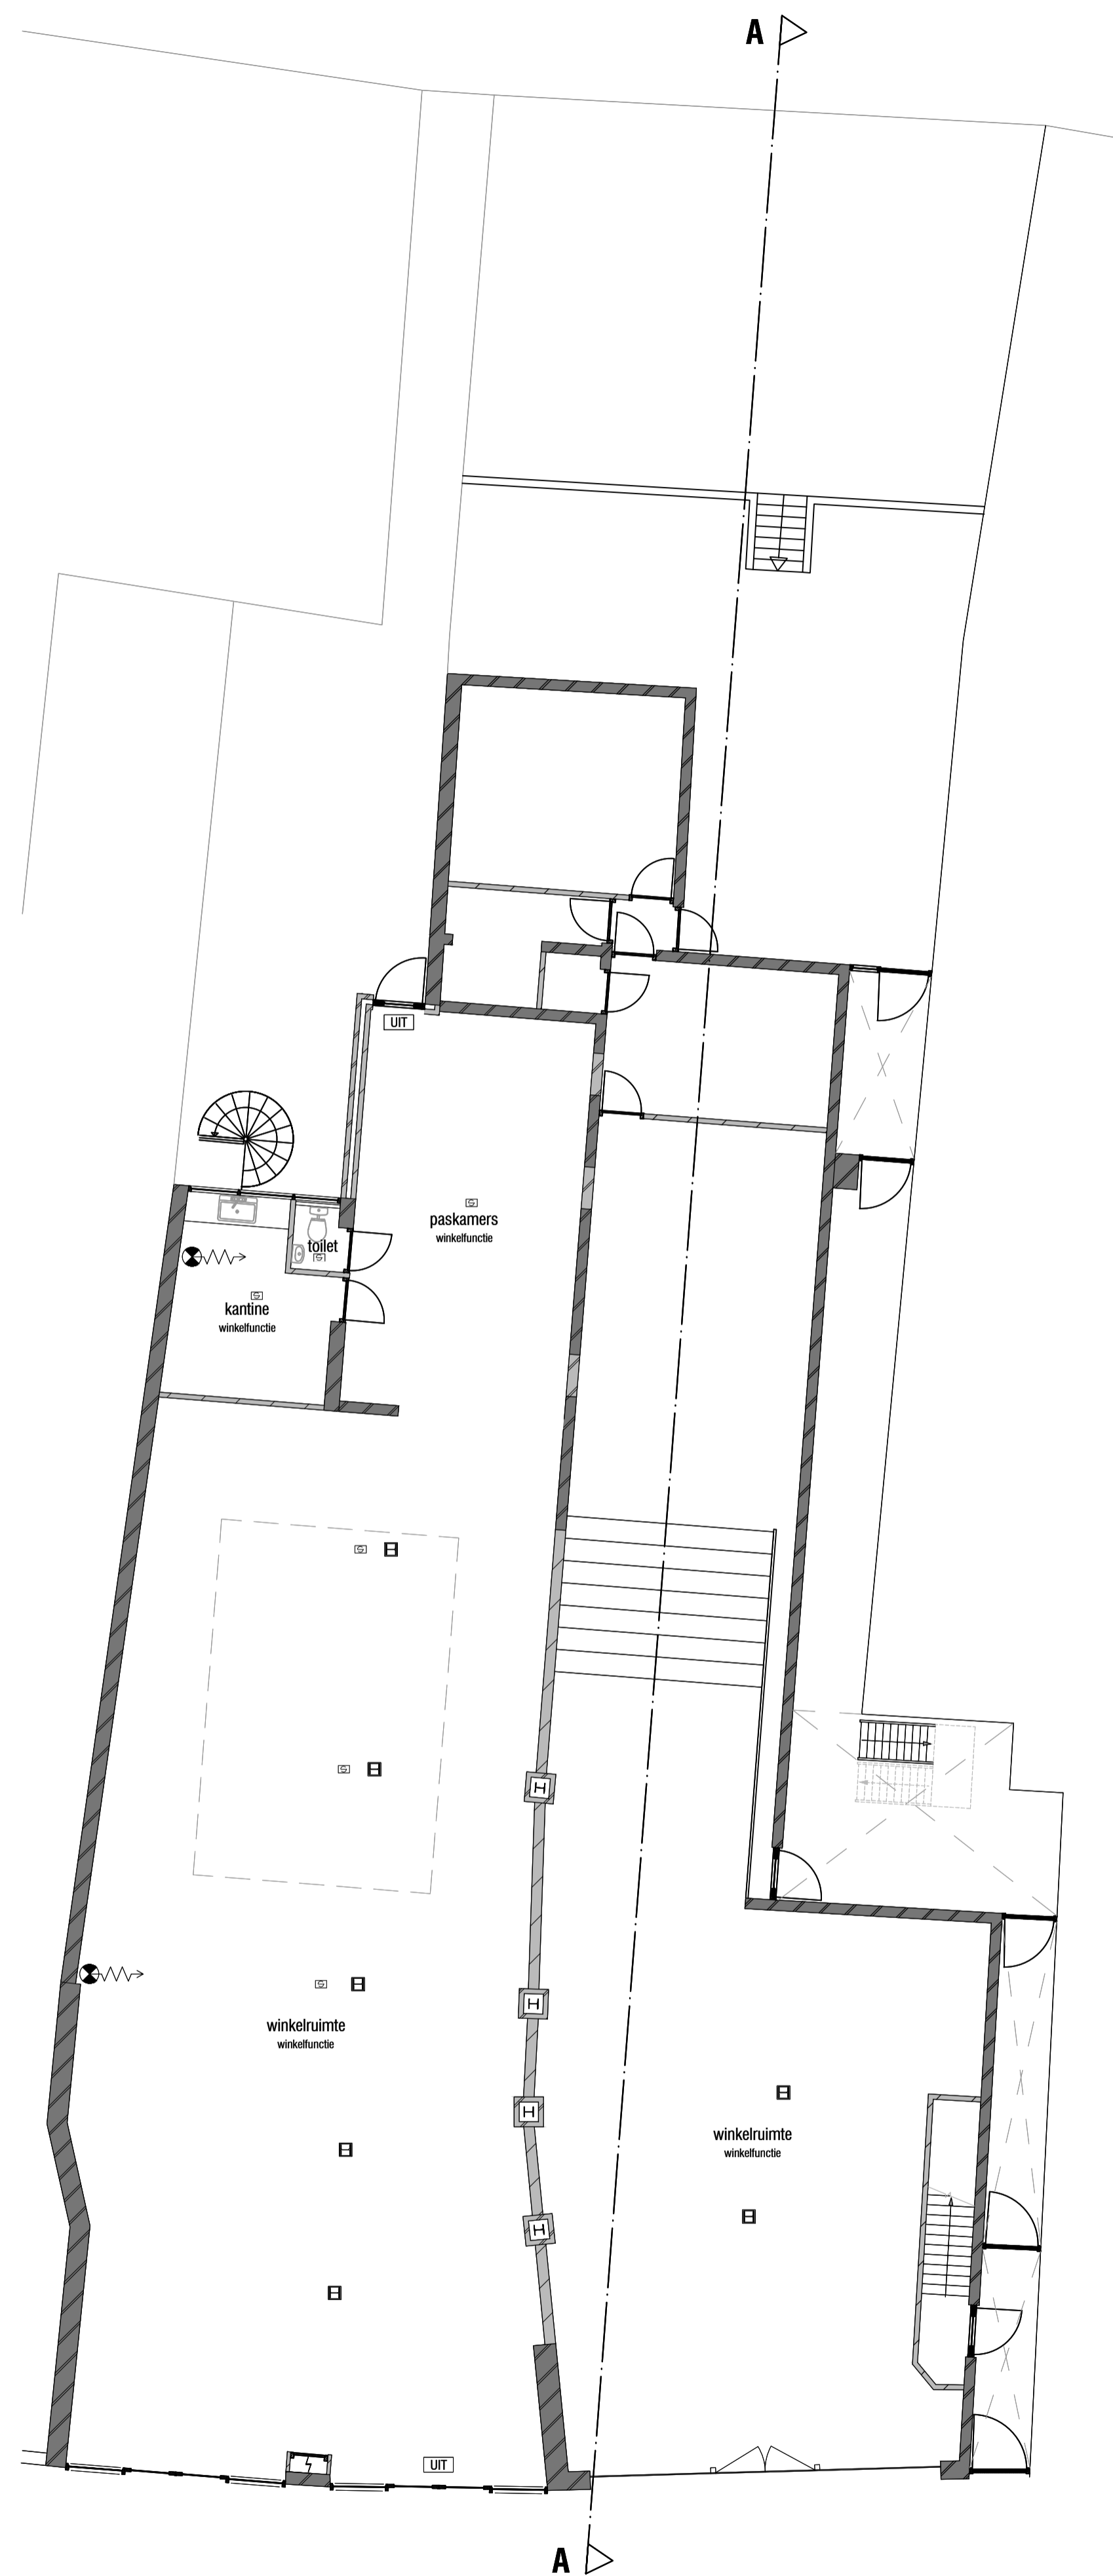 A
UIT
paskamers
winkelfunctie
toilet
kantine
winkelfunctie
winkelruimte
winkelfunctie
winkelruimte
winkelfunctie
UIT
A